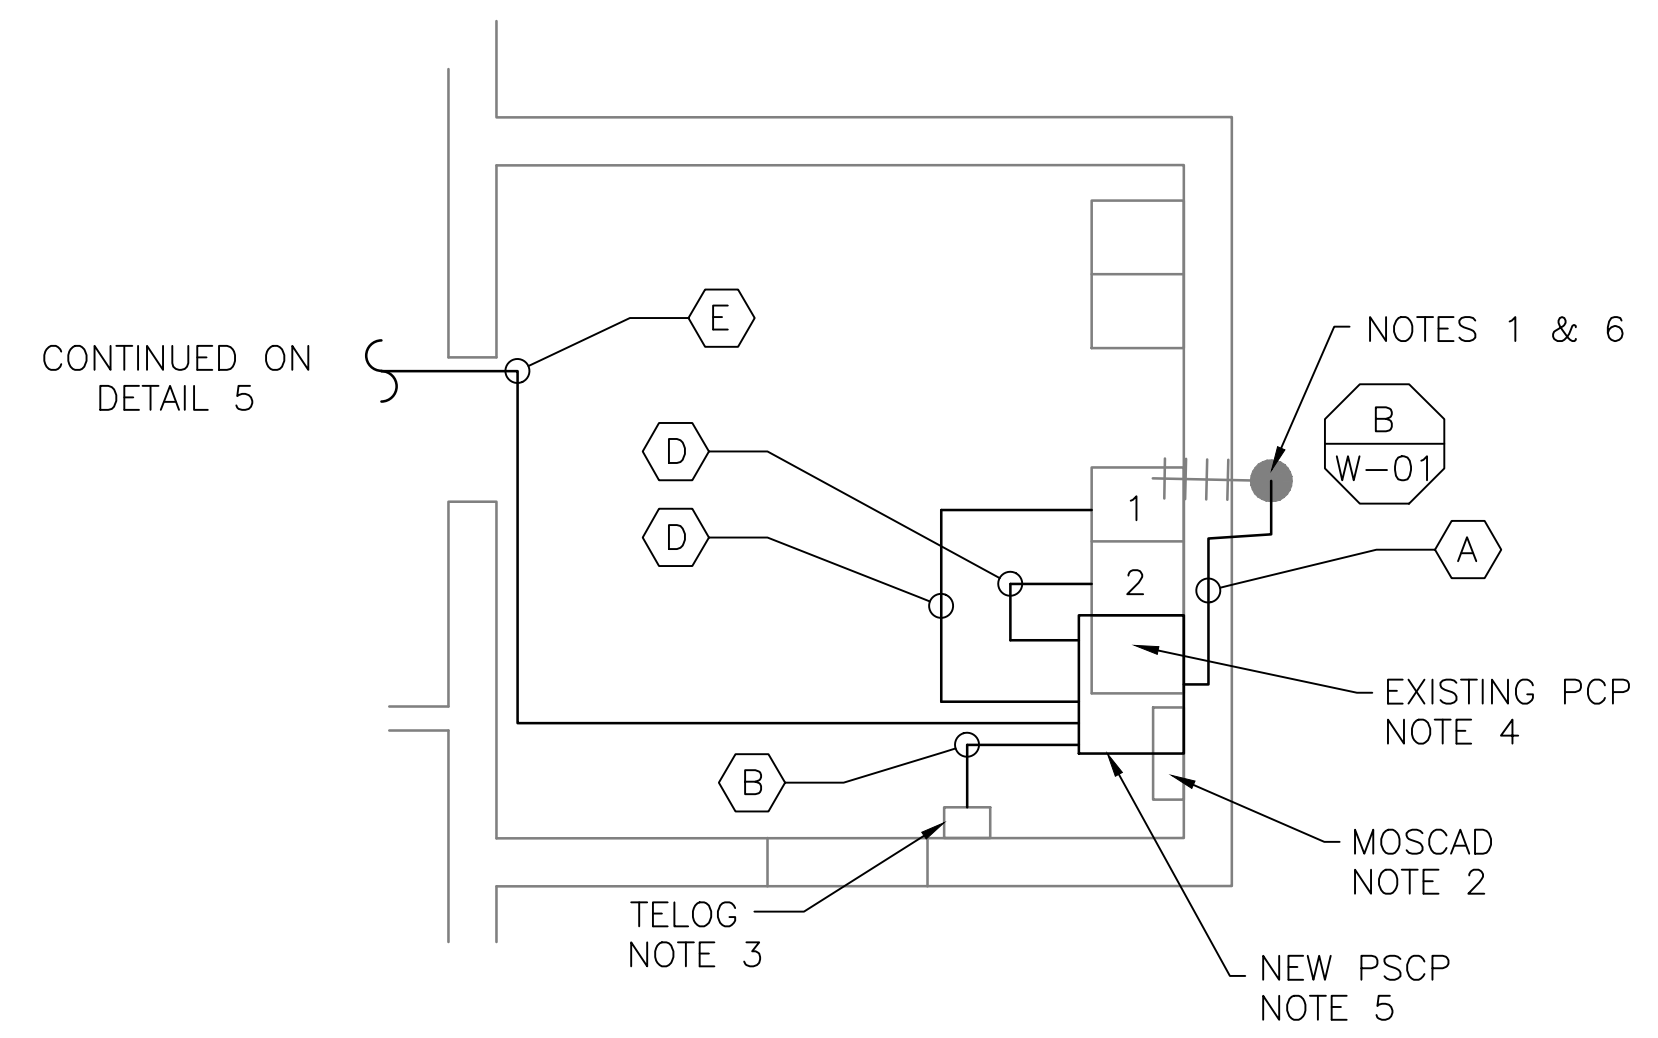 E
NOTES 1 & 6
CONTINUED ON
DETAIL 5
B
W-01
D
1
D
A
2
EXISTING PCP
NOTE 4
B
MOSCAD
NOTE 2
TELOG
NOTE 3
NEW PSCP
NOTE 5